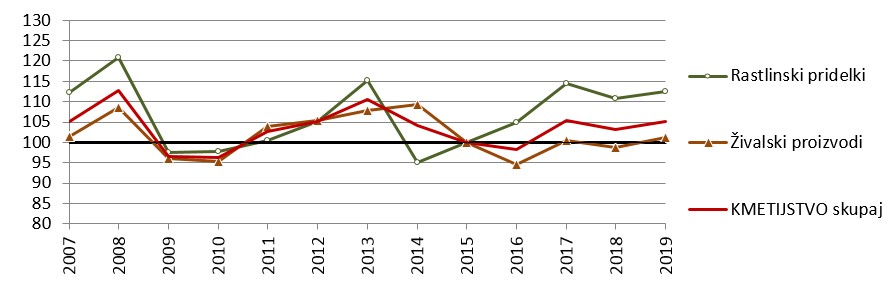 130
125
120
115
110
105
100
95
90
85
80
2007 2008 2009 2010 2011 2012 2013 2014 2015 2016 2017 2018 2019
Rastlinski pridelki
Živalski proizvodi
KMETIJSTVO skupaj